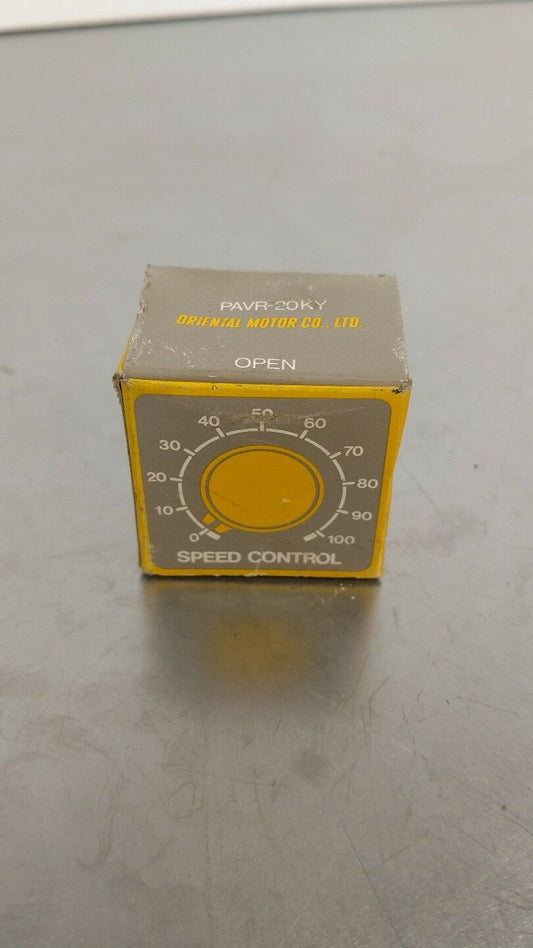 PAVR-20KY
ORIENTAL MOTOR CO., LTD.
OPEN
0 10 20 30 40 50 60 70 80 90 100
SPEED CONTROL